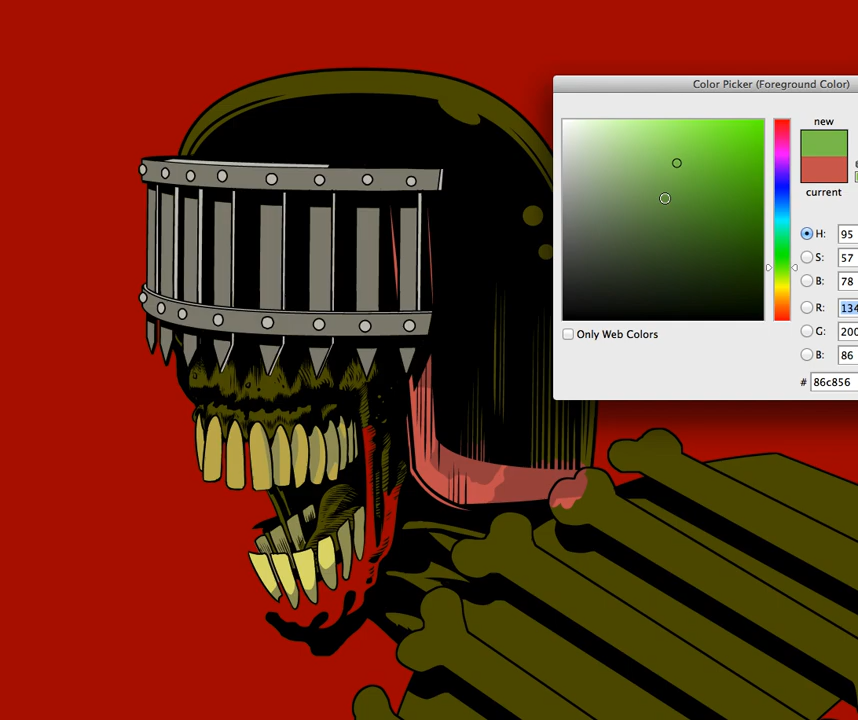 Color Picker (Foreground Color)
new
current
H: 95
S: 57
B: 78
R: 134
G: 200
B: 86
# 86c856
Only Web Colors